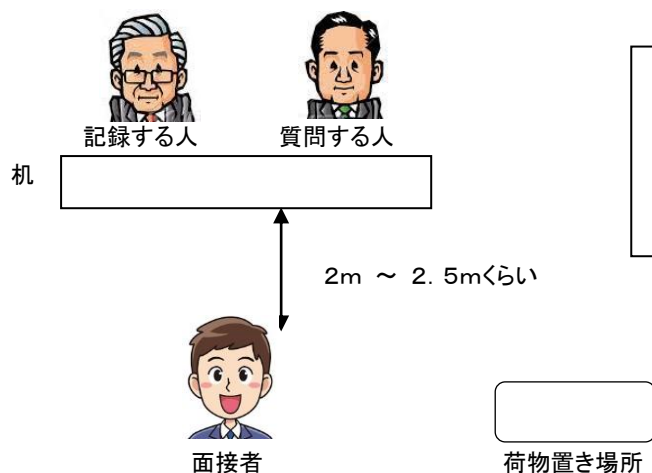 記録する人
質問する人
机
2m ~ 2.5mくらい
面接者
荷物置き場所